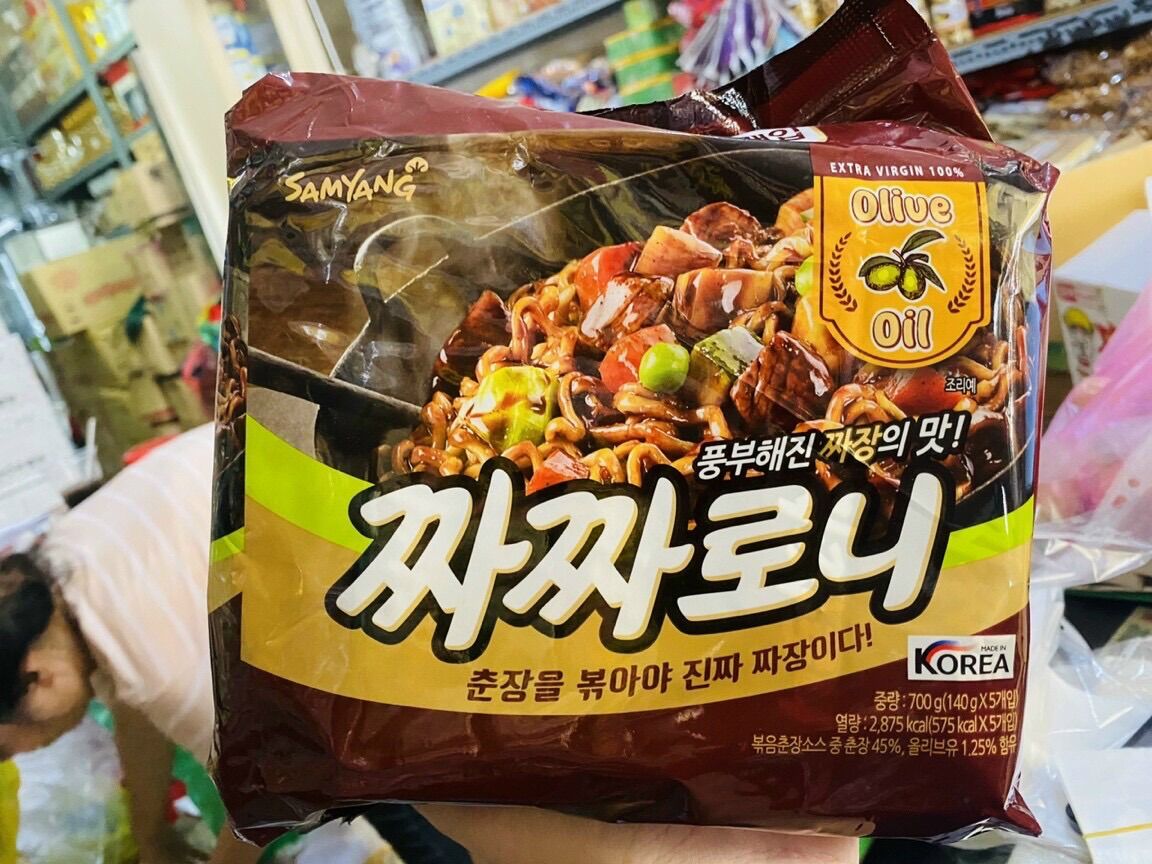 SAMYANG
EXTRA VIRGIN 100%
Olive
Oil
조리예
풍부해진 짜장의 맛!
짜짜로니
춘장을 볶아야 진짜 짜장이다!
MADE IN
KOREA
중량 : 700 g(140 g X 5개입)
열량 : 2,875 kcal(575 kcal X 5개입)
볶음춘장소스 중 춘장 45%, 올리브유 1.25% 함유